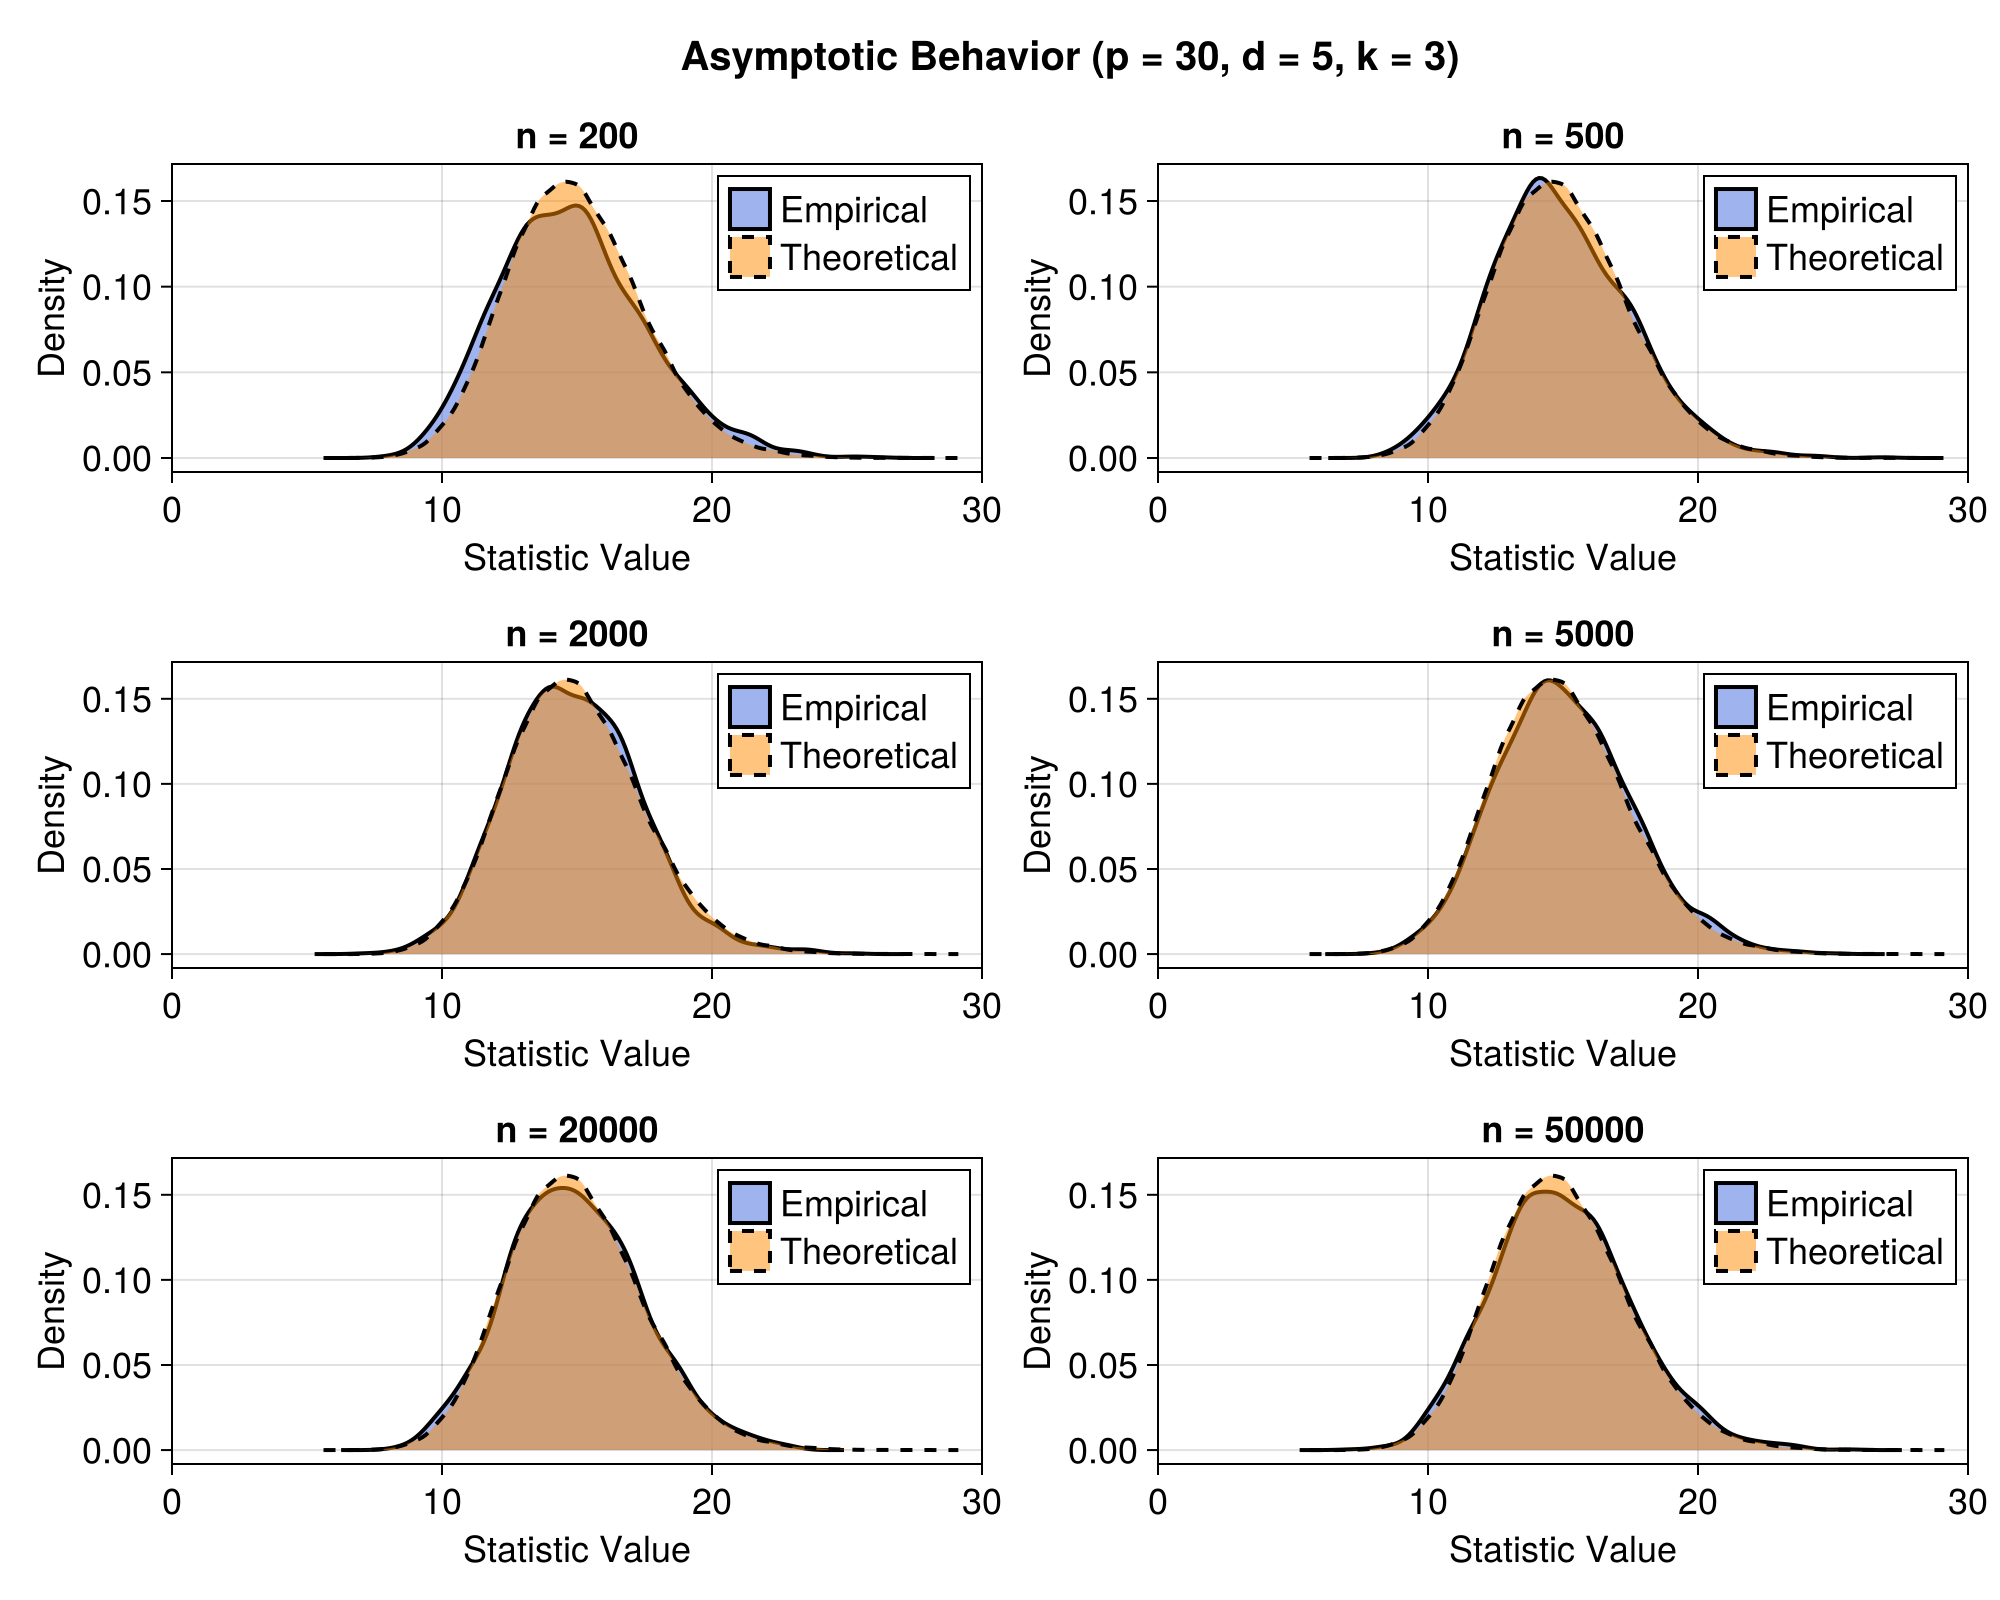 Asymptotic Behavior (p = 30, d = 5, k = 3)
n = 200
Density
0.15
0.10
0.05
0.00
0 10 20 30
Statistic Value
Empirical
Theoretical
n = 500
Density
0.15
0.10
0.05
0.00
0 10 20 30
Statistic Value
Empirical
Theoretical
n = 2000
Density
0.15
0.10
0.05
0.00
0 10 20 30
Statistic Value
Empirical
Theoretical
n = 5000
Density
0.15
0.10
0.05
0.00
0 10 20 30
Statistic Value
Empirical
Theoretical
n = 20000
Density
0.15
0.10
0.05
0.00
0 10 20 30
Statistic Value
Empirical
Theoretical
n = 50000
Density
0.15
0.10
0.05
0.00
0 10 20 30
Statistic Value
Empirical
Theoretical